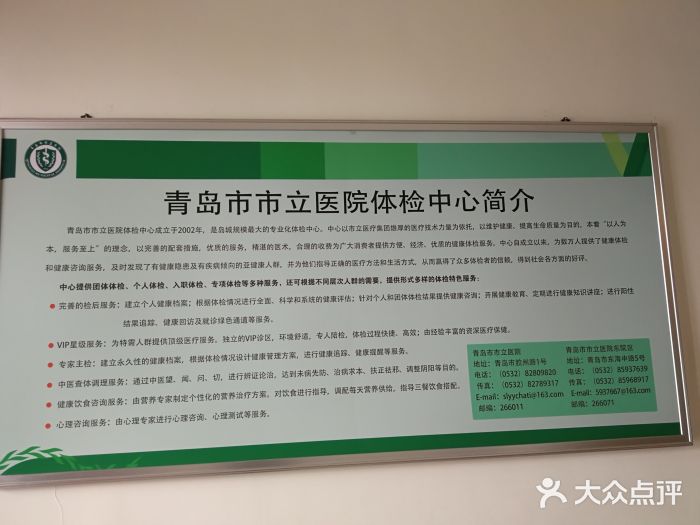 青岛市市立医院体检中心简介
青岛市市立医院体检中心成立于2002年，是岛城规模最大的专业化体检中心。中心以市立医疗集团雄厚的医疗技术力量为依托，以维护健康、提高生命质量为目的，本着“以人为
本，服务至上”的理念，以完善的配套措施，优质的服务，精湛的医术，合理的收费为广大消费者提供方便、经济、优质的健康体检服务。中心自成立以来，为数万人提供了健康体检
和健康咨询服务，及时发现了有健康隐患及有疾病倾向的亚健康人群，并为他们指导正确的医疗方法和生活方式，从而赢得了众多体检者的信赖，得到社会各方面的好评。
中心提供团体体检、个人体检、入职体检、专项体检等多种服务，还可根据不同层次人群的需要，提供形式多样的体检特色服务：
● 完善的检后服务：建立个人健康档案；根据体检情况进行全面、科学和系统的健康评估；针对个人和团体体检结果提供健康咨询；开展健康教育、定期进行健康知识讲座；进行阳性
结果追踪、健康回访及就诊绿色通道等服务。
● VIP星级服务：为特需人群提供顶级医疗服务。独立的VIP诊区，环境舒适，专人陪检，体检过程快捷、高效；由经验丰富的资深医疗保健。
● 专家主检：建立永久性的健康档案，根据体检情况设计健康管理方案，进行健康追踪、健康提醒等服务。
● 中医查体调理服务：通过中医望、闻、问、切，进行辨证论治，达到未病先防、治病求本、扶正祛邪、调整阴阳等目的。
● 健康饮食咨询服务：由营养专家制定个性化的营养治疗方案，对饮食进行指导，调配每天营养供给，指导三餐饮食搭配。
● 心理咨询服务：由心理专家进行心理咨询、心理测试等服务。
青岛市市立医院
地址：青岛市胶州路1号
电话：（0532）82809820
传真：（0532）82789317
E-mail：slyychati@163.com
邮编：266011
青岛市市立医院东院区
地址：青岛市东海中路5号
电话：（0532）85937639
传真：（0532）85968917
E-mail：5937667@163.com
邮编：266071
大众点评